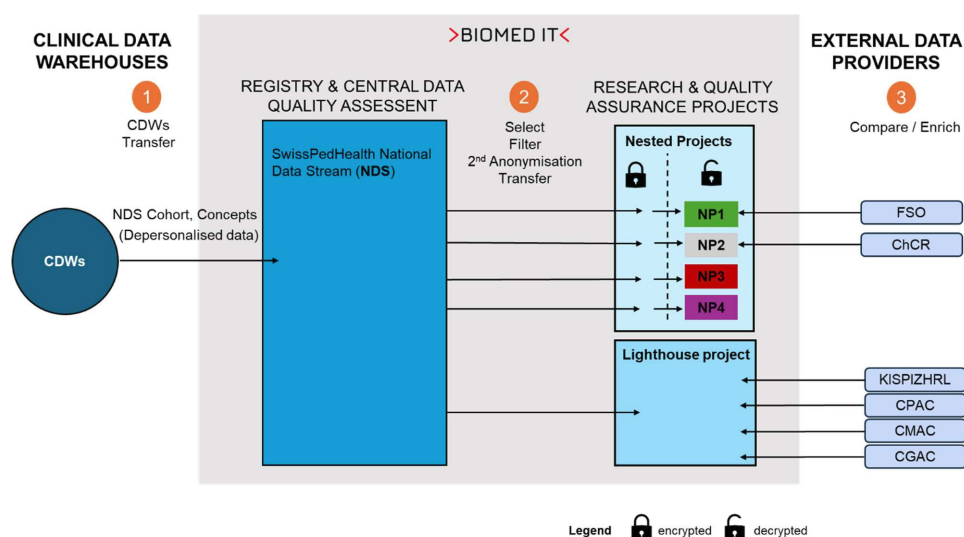 CLINICAL DATA
WAREHOUSES
1
CDWs
Transfer
NDS Cohort, Concepts
(Depersonalised data)
CDWs
>BIOMED IT<
REGISTRY & CENTRAL DATA
QUALITY ASSESSENT
SwissPedHealth National
Data Stream (NDS)
2
Select
Filter
2nd Anonymisation
Transfer
RESEARCH & QUALITY
ASSURANCE PROJECTS
Nested Projects
NP1
NP2
NP3
NP4
Lighthouse project
EXTERNAL DATA
PROVIDERS
3
Compare / Enrich
FSO
ChCR
KISPIZHRL
CPAC
CMAC
CGAC
Legend encrypted decrypted